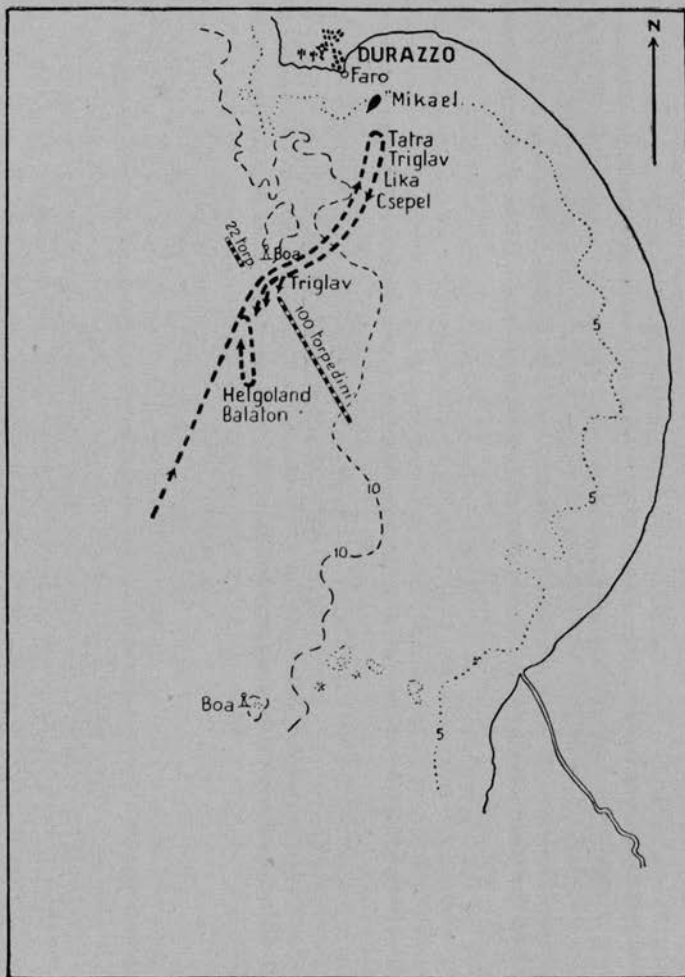 N
DURAZZO
Faro
"Mikael
Tatra
Triglav
Lika
Csepel
22 torp.
Boa
Triglav
100 torpedini
5
Helgoland
Balaton
10
5
10
Boa
5